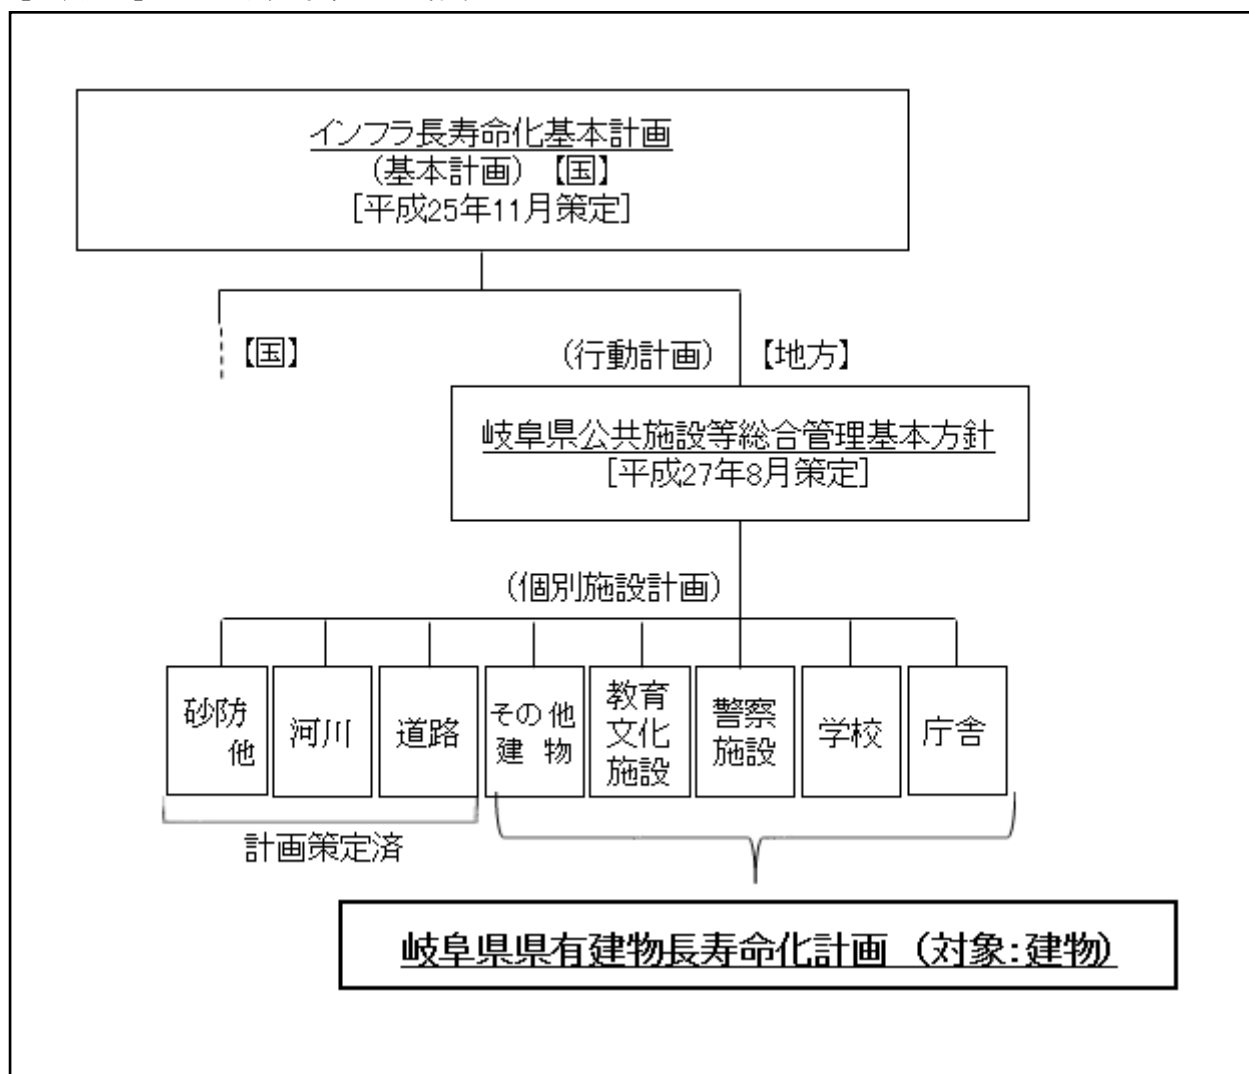 インフラ長寿命化基本計画
（基本計画）【国】
[平成25年11月策定]
【国】
（行動計画）
【地方】
岐阜県公共施設等総合管理基本方針
[平成27年8月策定]
（個別施設計画）
砂防
他
河川
道路
その他
建　物
教育
文化
施設
警察
施設
学校
庁舎
計画策定済
岐阜県県有建物長寿命化計画 （対象：建物）